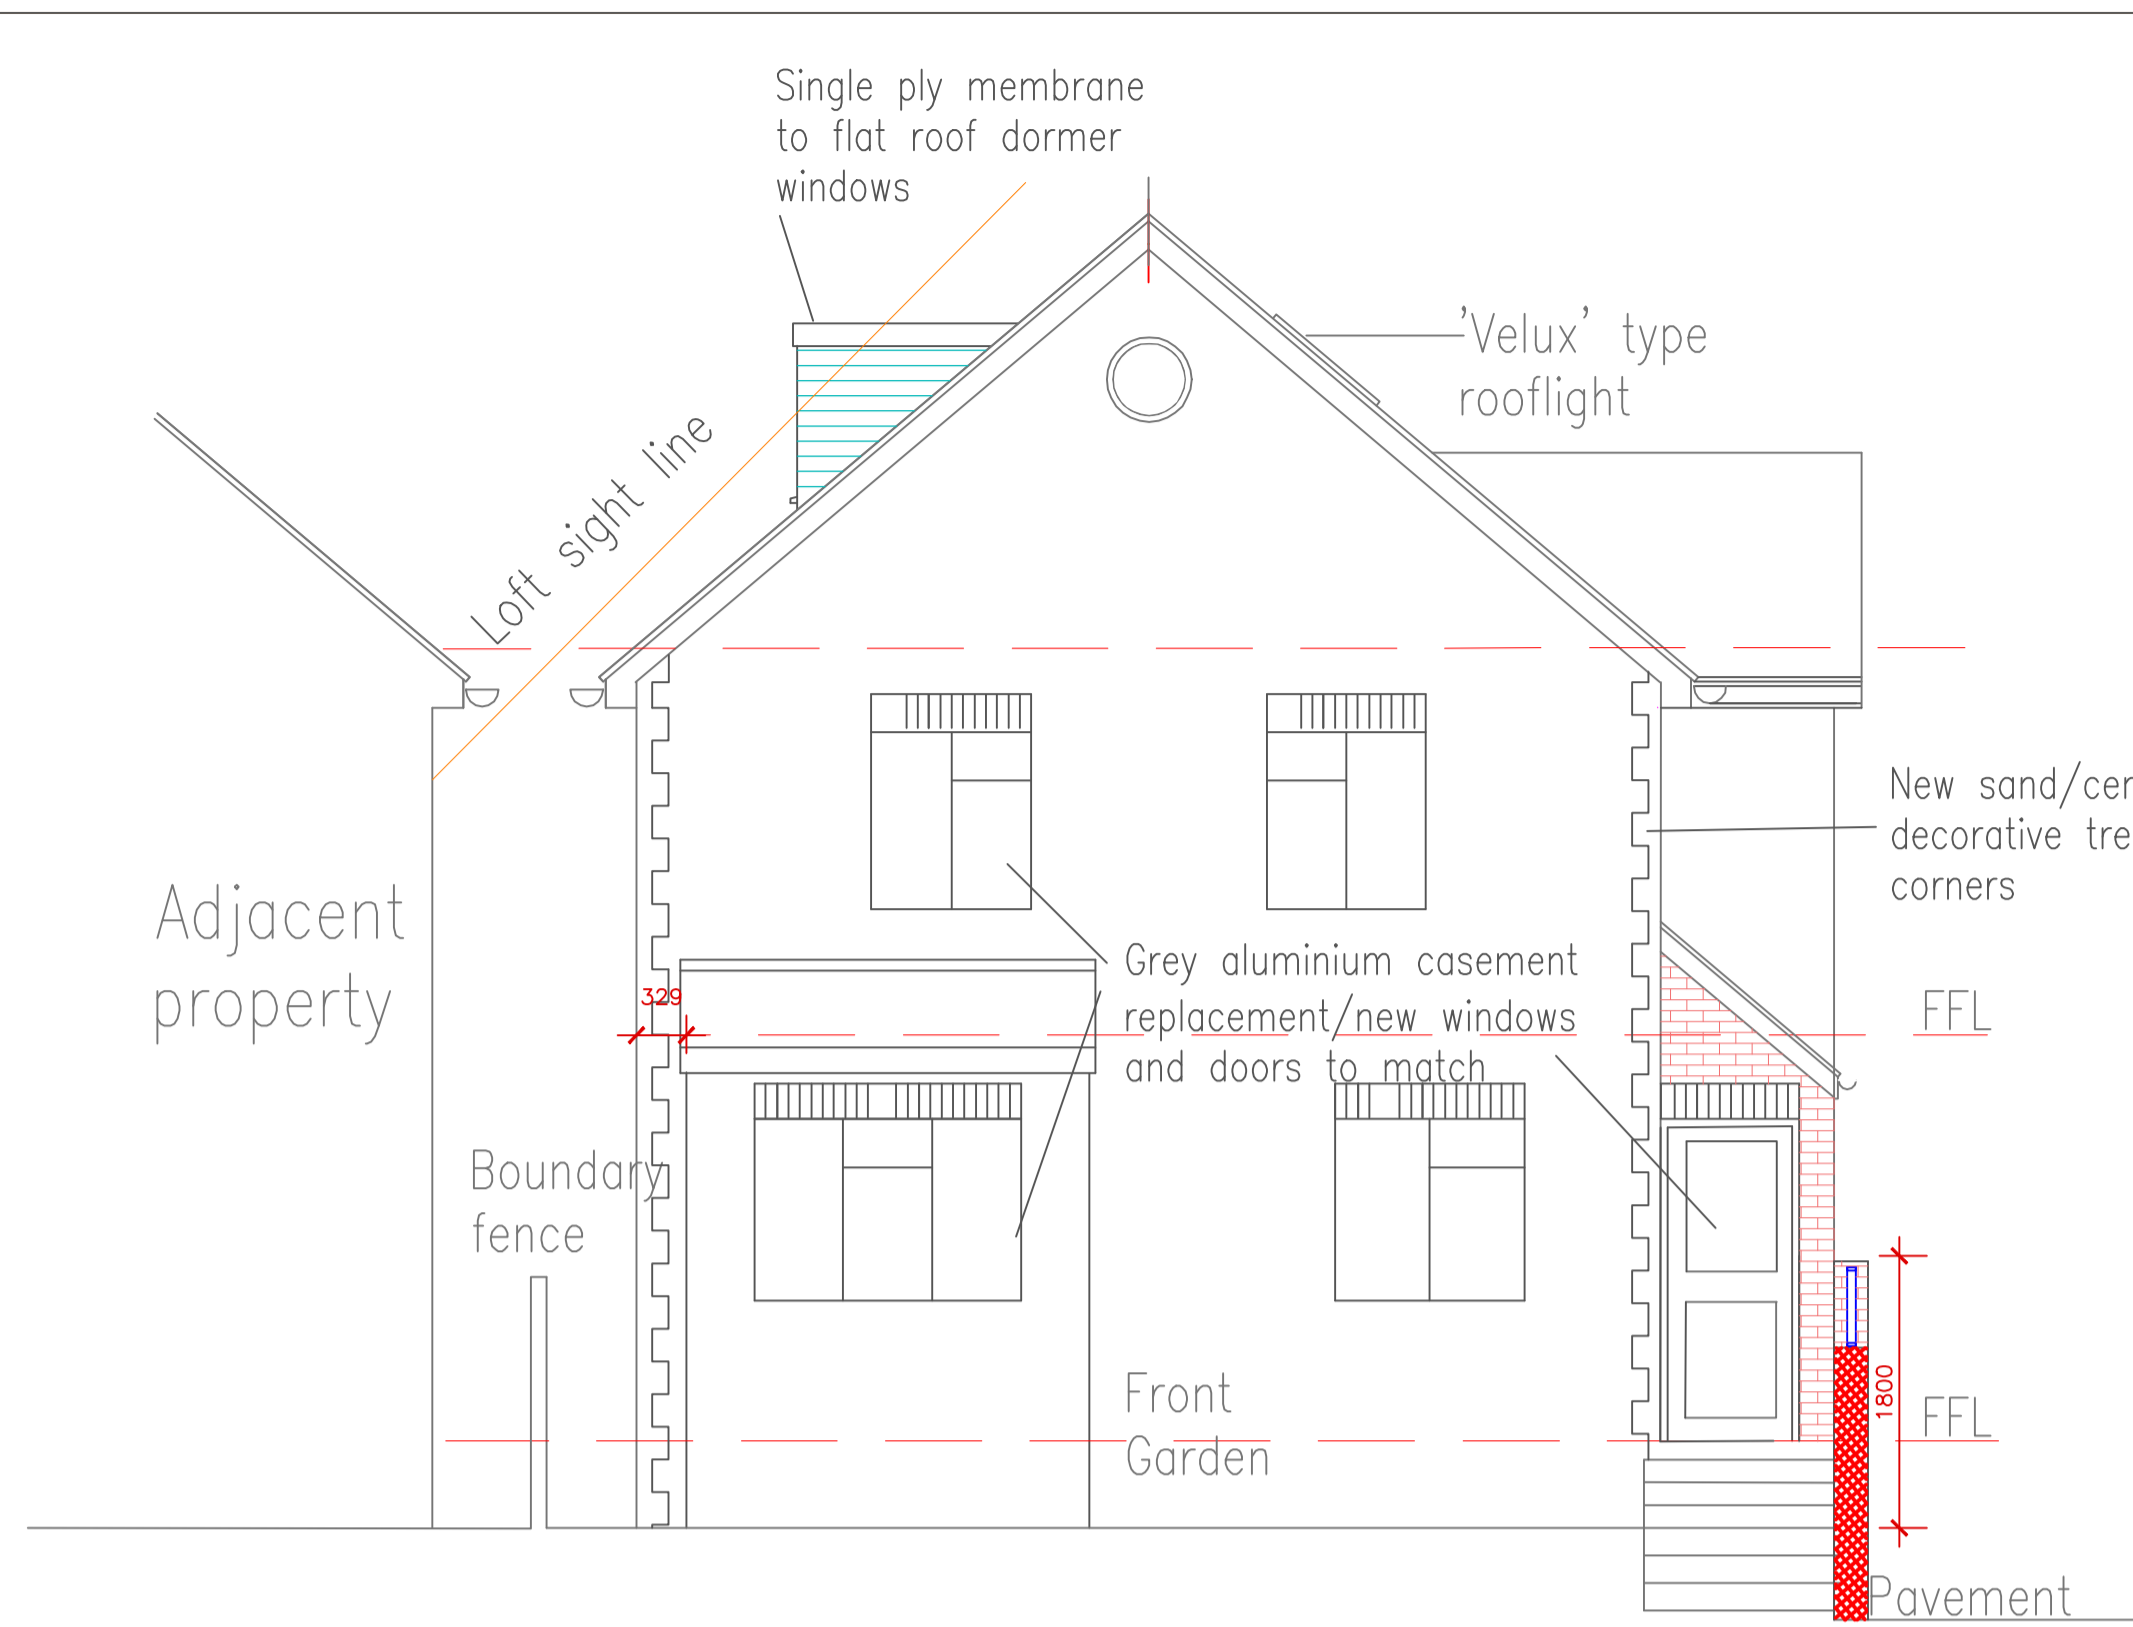 Single ply membrane
to flat roof dormer
windows
'Velux' type
rooflight
Loft sight line
New sand/cer
decorative tre
corners
Adjacent
property
Grey aluminium casement
replacement/new windows
and doors to match
329
FFL
Boundary
fence
Front
Garden
1800
FFL
Pavement